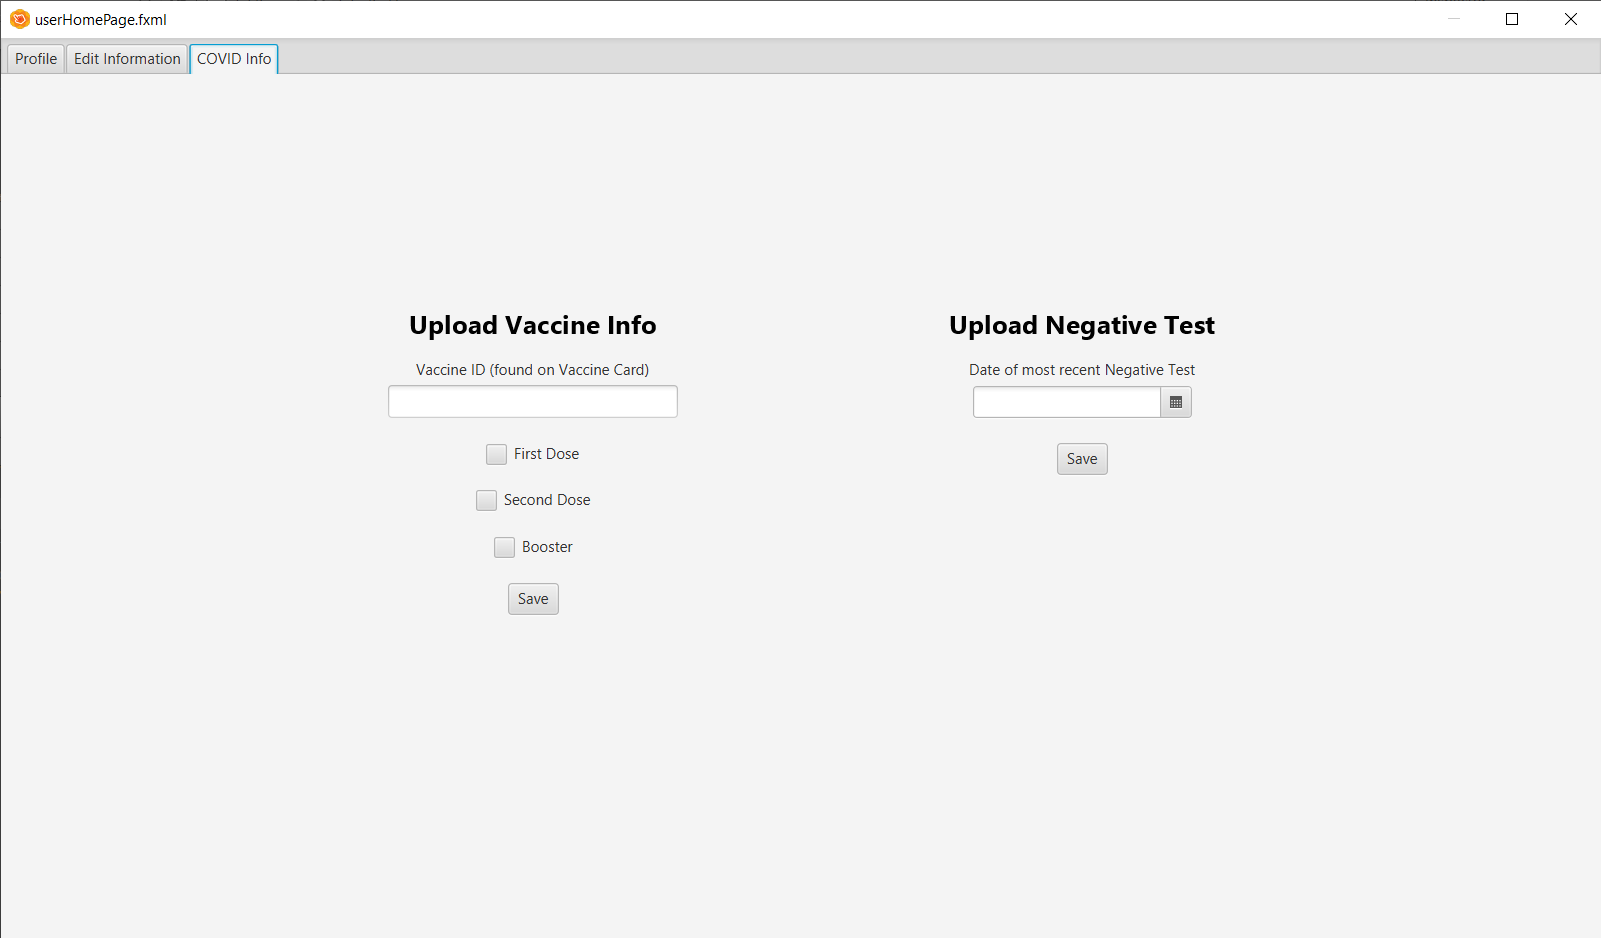 userHomePage.fxml
Profile Edit Information COVID Info
Upload Vaccine Info
Vaccine ID (found on Vaccine Card)
First Dose
Second Dose
Booster
Save
Upload Negative Test
Date of most recent Negative Test
Save